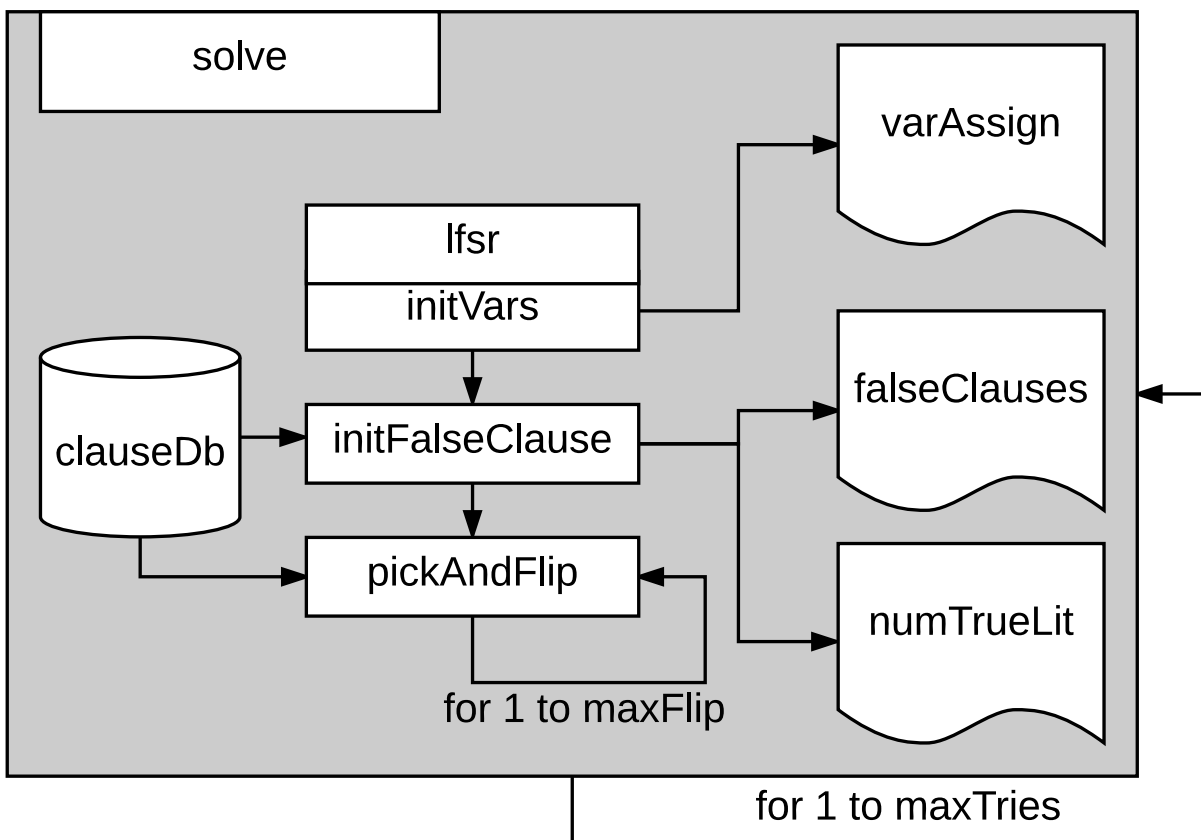 solve
varAssign
lfsr
initVars
falseClauses
initFalseClause
clauseDb
pickAndFlip
numTrueLit
for 1 to maxFlip
for 1 to maxTries